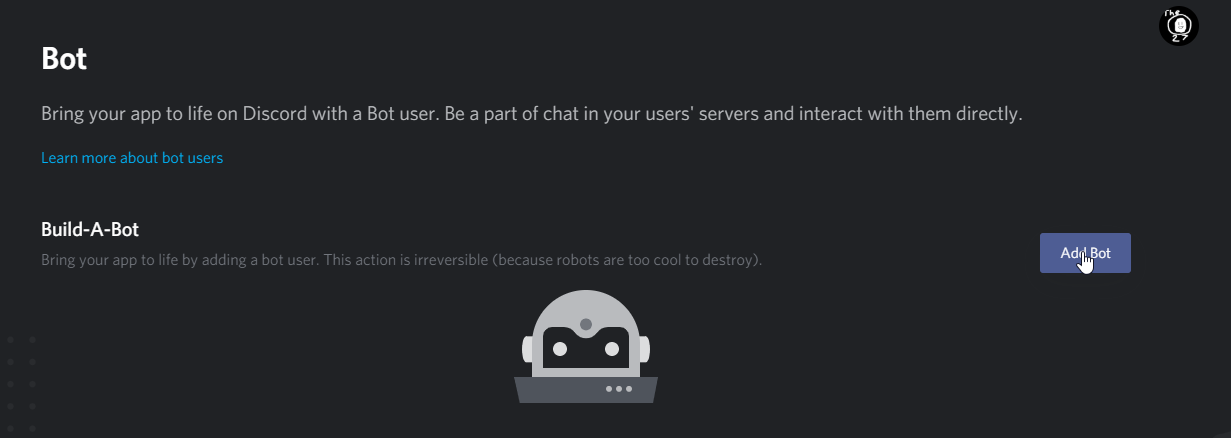 The
27
Bot
Bring your app to life on Discord with a Bot user. Be a part of chat in your users' servers and interact with them directly.
Learn more about bot users
Build-A-Bot
Bring your app to life by adding a bot user. This action is irreversible (because robots are too cool to destroy).
Add Bot